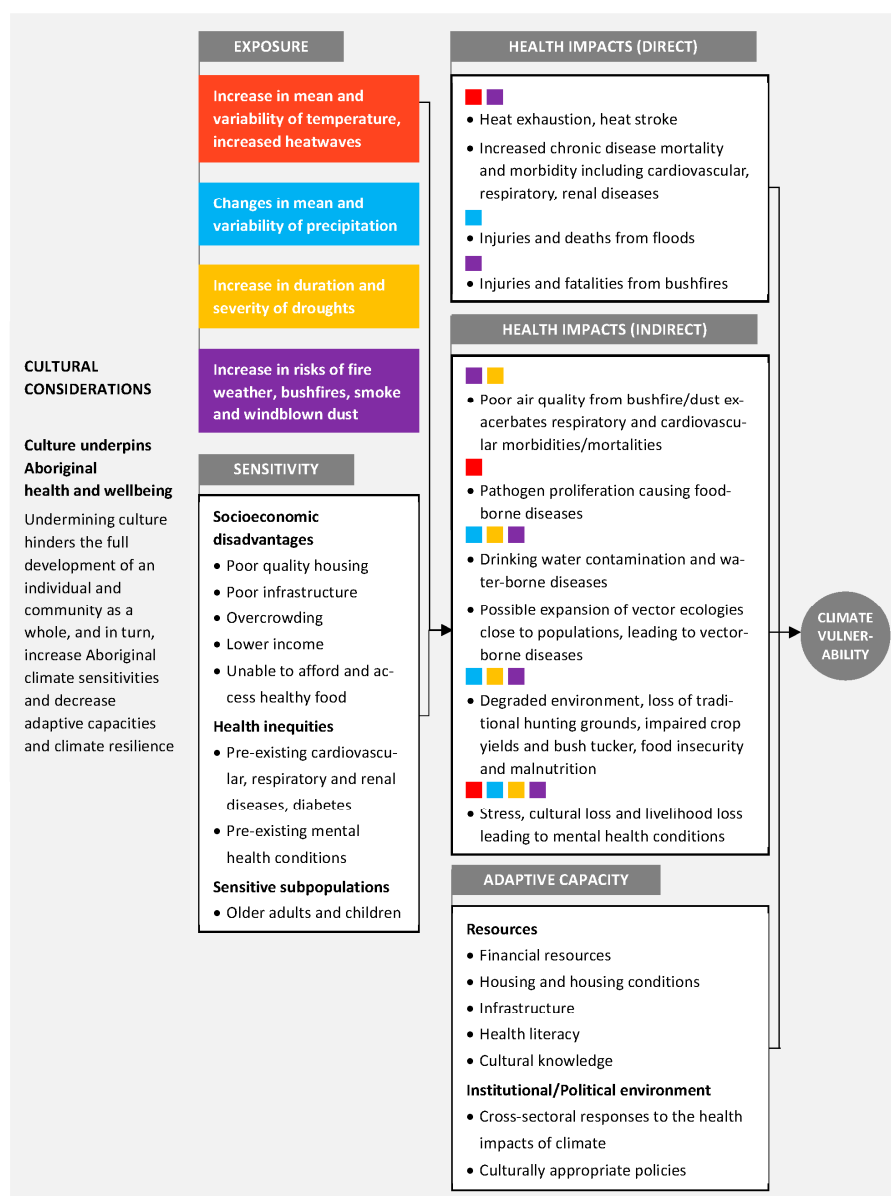 CULTURAL
CONSIDERATIONS
Culture underpins
Aboriginal
health and wellbeing
Undermining culture
hinders the full
development of an
individual and
community as a
whole, and in turn,
increase Aboriginal
climate sensitivities
and decrease
adaptive capacities
and climate resilience
EXPOSURE
Increase in mean and
variability of temperature,
increased heatwaves
Changes in mean and
variability of precipitation
Increase in duration and
severity of droughts
Increase in risks of fire
weather, bushfires, smoke
and windblown dust
SENSITIVITY
Socioeconomic
disadvantages
• Poor quality housing
• Poor infrastructure
• Overcrowding
• Lower income
• Unable to afford and ac-
cess healthy food
Health inequities
• Pre-existing cardiovascu-
lar, respiratory and renal
diseases, diabetes
• Pre-existing mental
health conditions
Sensitive subpopulations
• Older adults and children
HEALTH IMPACTS (DIRECT)
• Heat exhaustion, heat stroke
• Increased chronic disease mortality
and morbidity including cardiovascular,
respiratory, renal diseases
• Injuries and deaths from floods
• Injuries and fatalities from bushfires
HEALTH IMPACTS (INDIRECT)
• Poor air quality from bushfire/dust ex-
acerbates respiratory and cardiovascu-
lar morbidities/mortalities
• Pathogen proliferation causing food-
borne diseases
• Drinking water contamination and wa-
ter-borne diseases
• Possible expansion of vector ecologies
close to populations, leading to vector-
borne diseases
• Degraded environment, loss of tradi-
tional hunting grounds, impaired crop
yields and bush tucker, food insecurity
and malnutrition
• Stress, cultural loss and livelihood loss
leading to mental health conditions
ADAPTIVE CAPACITY
Resources
• Financial resources
• Housing and housing conditions
• Infrastructure
• Health literacy
• Cultural knowledge
Institutional/Political environment
• Cross-sectoral responses to the health
impacts of climate
• Culturally appropriate policies
CLIMATE
VULNER-
ABILITY